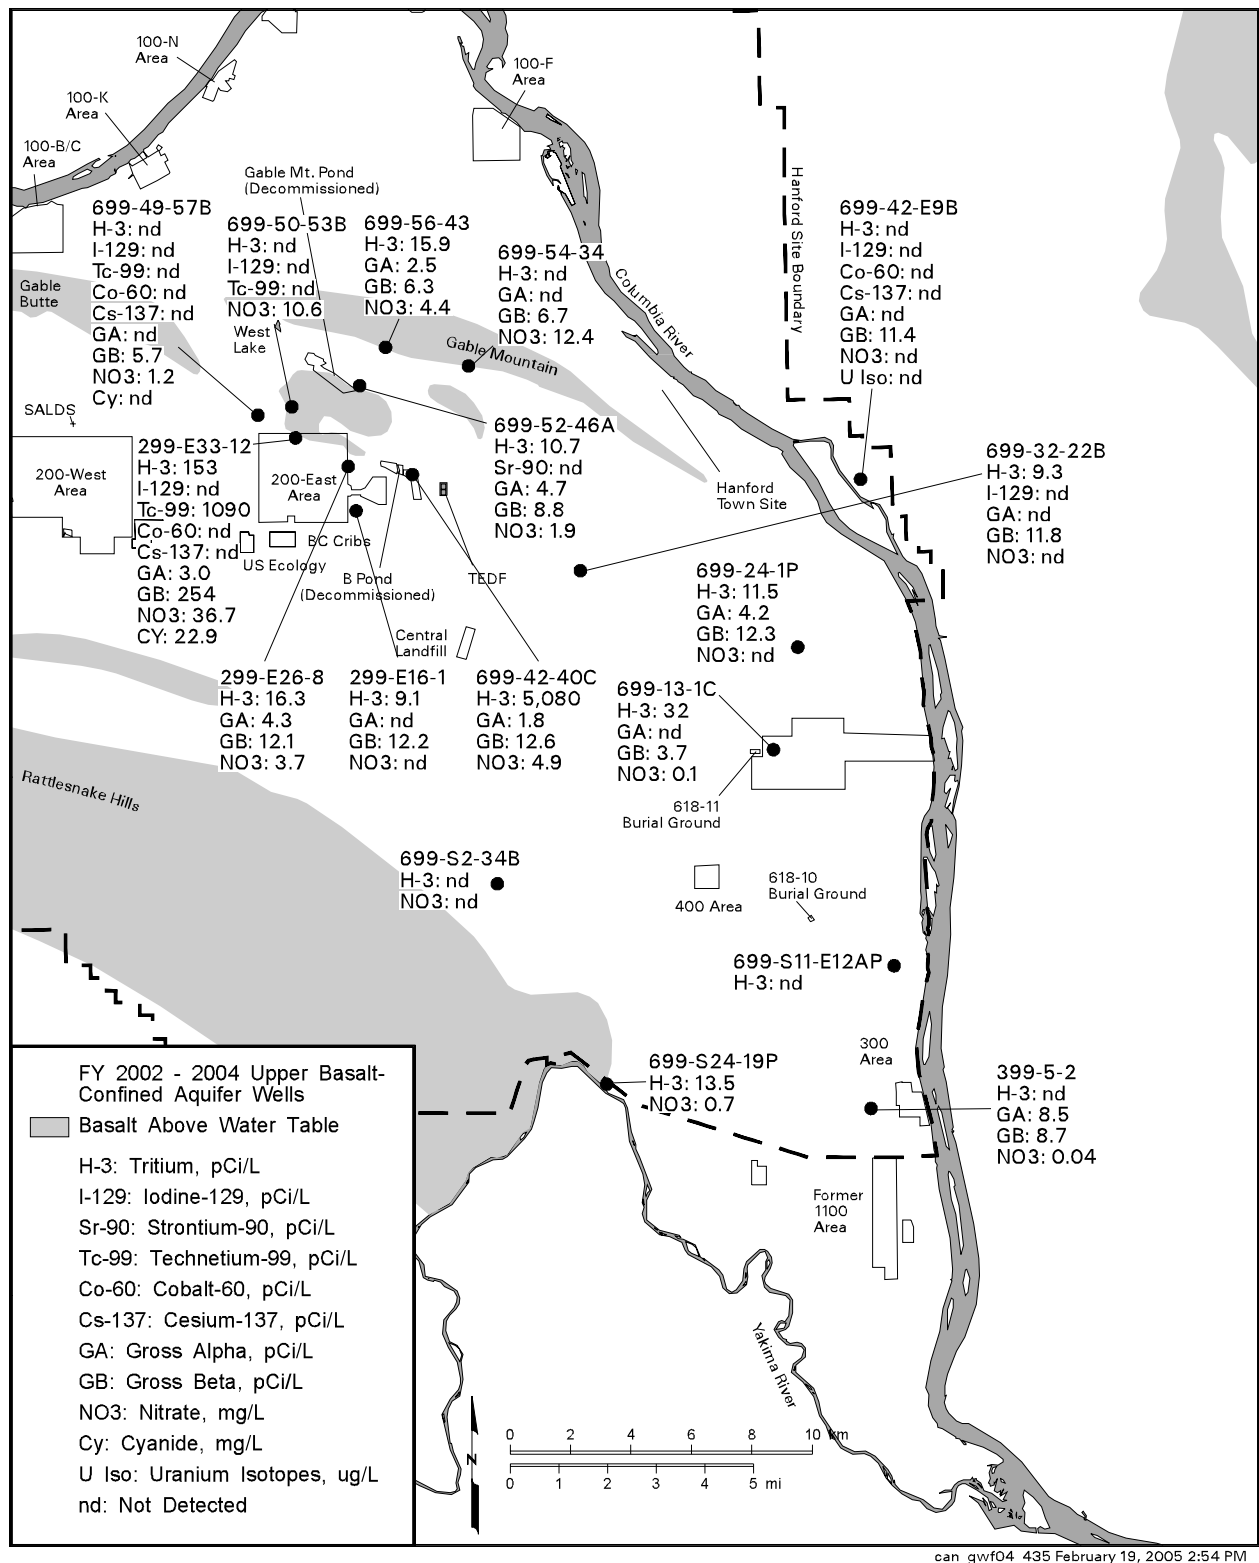 100-N
Area
100-K
Area
100-B/C
Area
100-F
Area
Gable Mt. Pond
(Decommissioned)
Hanford Site Boundary
Columbia River
699-49-57B
H-3: nd
I-129: nd
Tc-99: nd
Co-60: nd
Cs-137: nd
GA: nd
GB: 5.7
NO3: 1.2
Cy: nd
699-50-53B
H-3: nd
I-129: nd
Tc-99: nd
NO3: 10.6
699-56-43
H-3: 15.9
GA: 2.5
GB: 6.3
NO3: 4.4
699-54-34
H-3: nd
GA: nd
GB: 6.7
NO3: 12.4
699-42-E9B
H-3: nd
I-129: nd
Co-60: nd
Cs-137: nd
GA: nd
GB: 11.4
NO3: nd
U Iso: nd
Gable
Butte
West
Lake
Gable Mountain
SALDS
200-West
Area
299-E33-12
H-3: 153
I-129: nd
Tc-99: 1090
Co-60: nd
Cs-137: nd
GA: 3.0
GB: 254
NO3: 36.7
CY: 22.9
200-East
Area
699-52-46A
H-3: 10.7
Sr-90: nd
GA: 4.7
GB: 8.8
NO3: 1.9
Hanford
Town Site
699-32-22B
H-3: 9.3
I-129: nd
GA: nd
GB: 11.8
NO3: nd
BC Cribs
US Ecology
B Pond
(Decommissioned)
TEDF
699-24-1P
H-3: 11.5
GA: 4.2
GB: 12.3
NO3: nd
Central
Landfill
299-E26-8
H-3: 16.3
GA: 4.3
GB: 12.1
NO3: 3.7
299-E16-1
H-3: 9.1
GA: nd
GB: 12.2
NO3: nd
699-42-40C
H-3: 5,080
GA: 1.8
GB: 12.6
NO3: 4.9
699-13-1C
H-3: 32
GA: nd
GB: 3.7
NO3: 0.1
618-11
Burial Ground
Rattlesnake Hills
699-S2-34B
H-3: nd
NO3: nd
400 Area
618-10
Burial Ground
699-S11-E12AP
H-3: nd
300
Area
699-S24-19P
H-3: 13.5
NO3: 0.7
399-5-2
H-3: nd
GA: 8.5
GB: 8.7
NO3: 0.04
Former
1100
Area
Yakima River
FY 2002 - 2004 Upper Basalt-
Confined Aquifer Wells
Basalt Above Water Table
H-3: Tritium, pCi/L
I-129: Iodine-129, pCi/L
Sr-90: Strontium-90, pCi/L
Tc-99: Technetium-99, pCi/L
Co-60: Cobalt-60, pCi/L
Cs-137: Cesium-137, pCi/L
GA: Gross Alpha, pCi/L
GB: Gross Beta, pCi/L
NO3: Nitrate, mg/L
Cy: Cyanide, mg/L
U Iso: Uranium Isotopes, ug/L
nd: Not Detected
N
0 2 4 6 8 10 km
0 1 2 3 4 5 mi
can_gwf04_435 February 19, 2005 2:54 PM